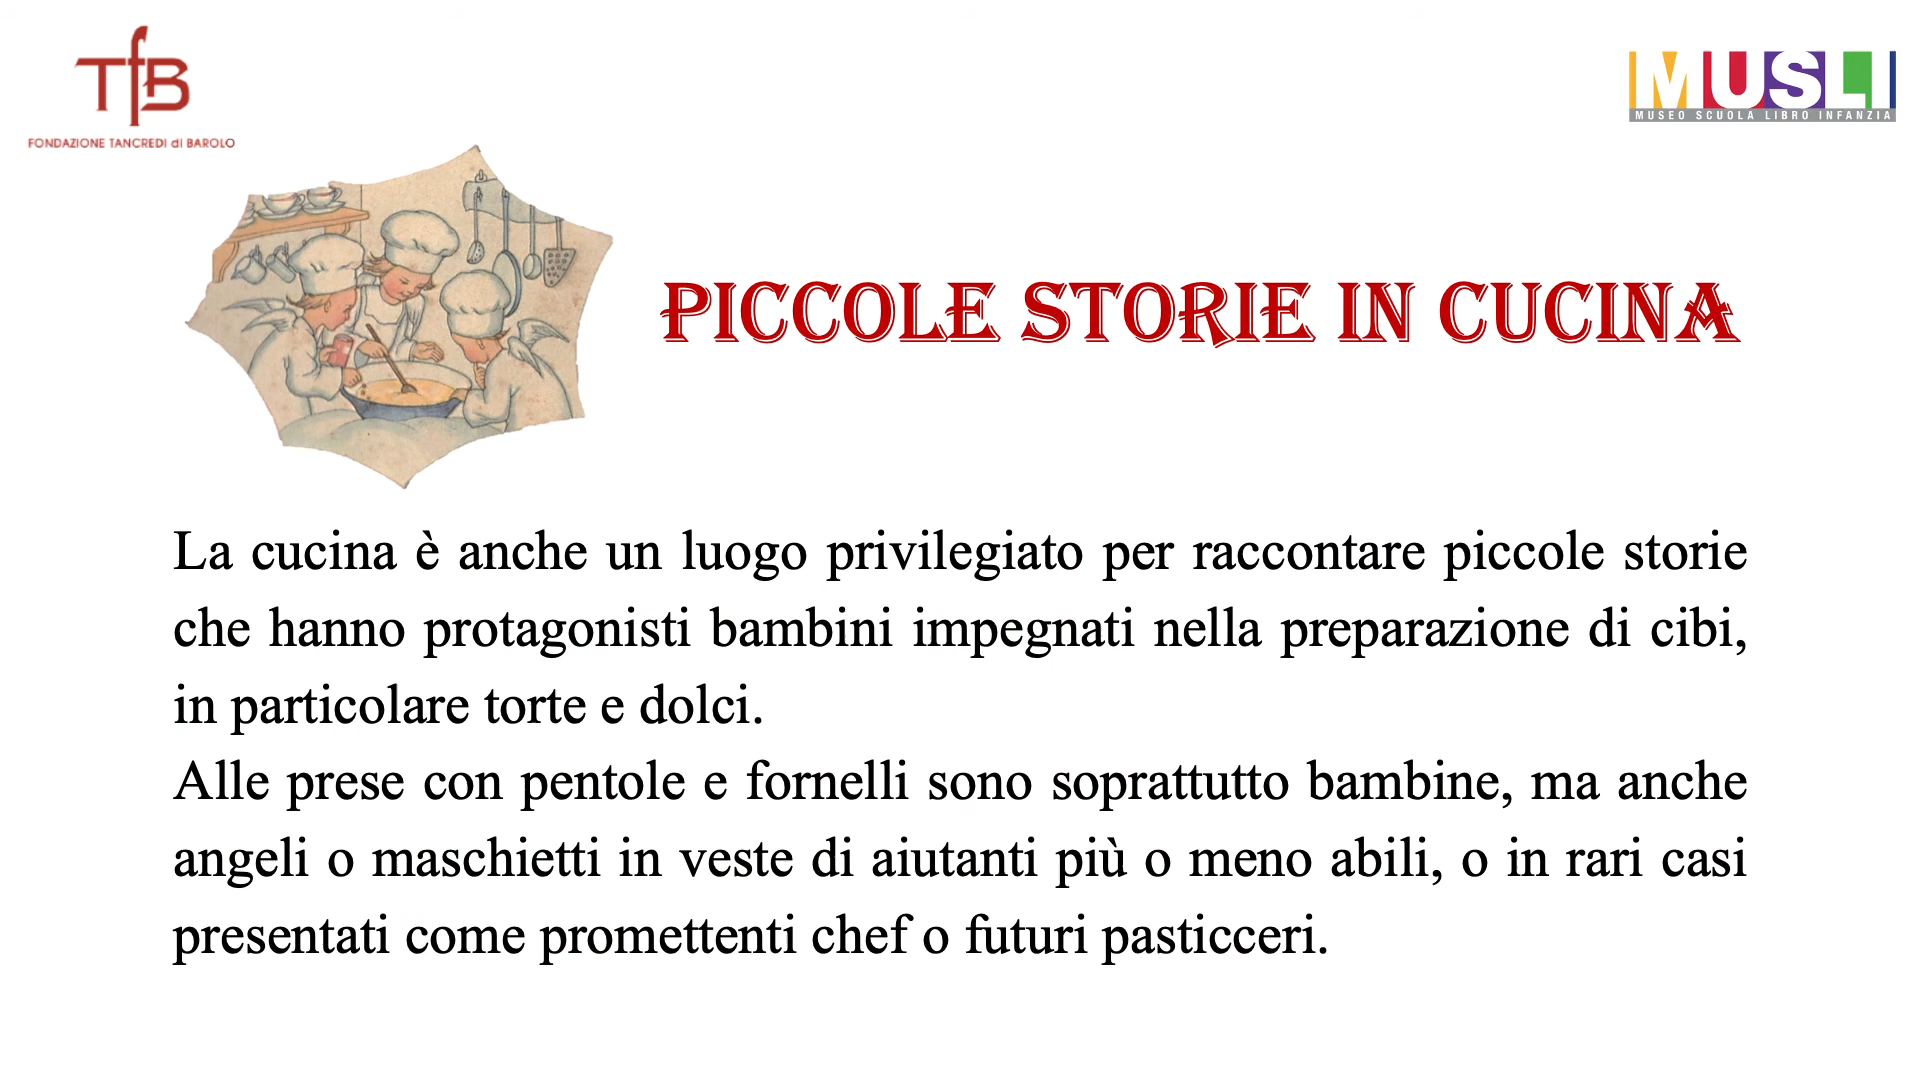 TfB
FONDAZIONE TANCREDI di BAROLO
MUSLI
MUSEO SCUOLA LIBRO INFANZIA
PICCOLE STORIE IN CUCINA
La cucina è anche un luogo privilegiato per raccontare piccole storie
che hanno protagonisti bambini impegnati nella preparazione di cibi,
in particolare torte e dolci.
Alle prese con pentole e fornelli sono soprattutto bambine, ma anche
angeli o maschietti in veste di aiutanti più o meno abili, o in rari casi
presentati come promettenti chef o futuri pasticceri.